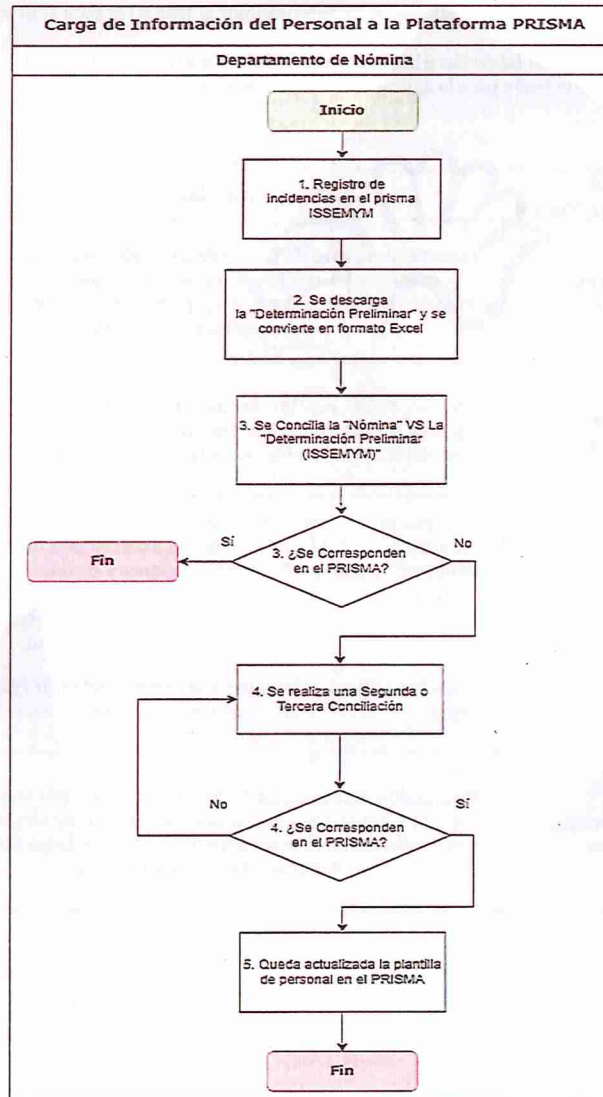 Carga de Información del Personal a la Plataforma PRISMA
Departamento de Nómina
Inicio
1. Registro de
incidencias en el prisma
ISSEMYM
2. Se descarga
la "Determinación Preliminar" y se
convierte en formato Excel
3. Se Concilia la "Nómina" VS La
"Determinación Preliminar
(ISSEMYM)"
Sí
No
Fin
3. ¿Se Corresponden
en el PRISMA?
4. Se realiza una Segunda o
Tercera Conciliación
No
Sí
4. ¿Se Corresponden
en el PRISMA?
5. Queda actualizada la plantilla
de personal en el PRISMA
Fin